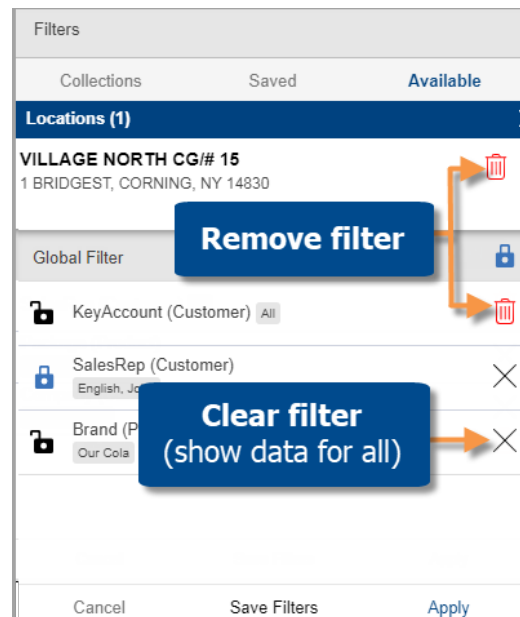 Filters
Collections Saved Available
Locations (1)
VILLAGE NORTH CG/# 15
1 BRIDGEST, CORNING, NY 14830
Remove filter
Global Filter
KeyAccount (Customer) All
SalesRep (Customer)
English,
Clear filter
Brand
(show data for all)
Our Cola
Cancel Save Filters Apply